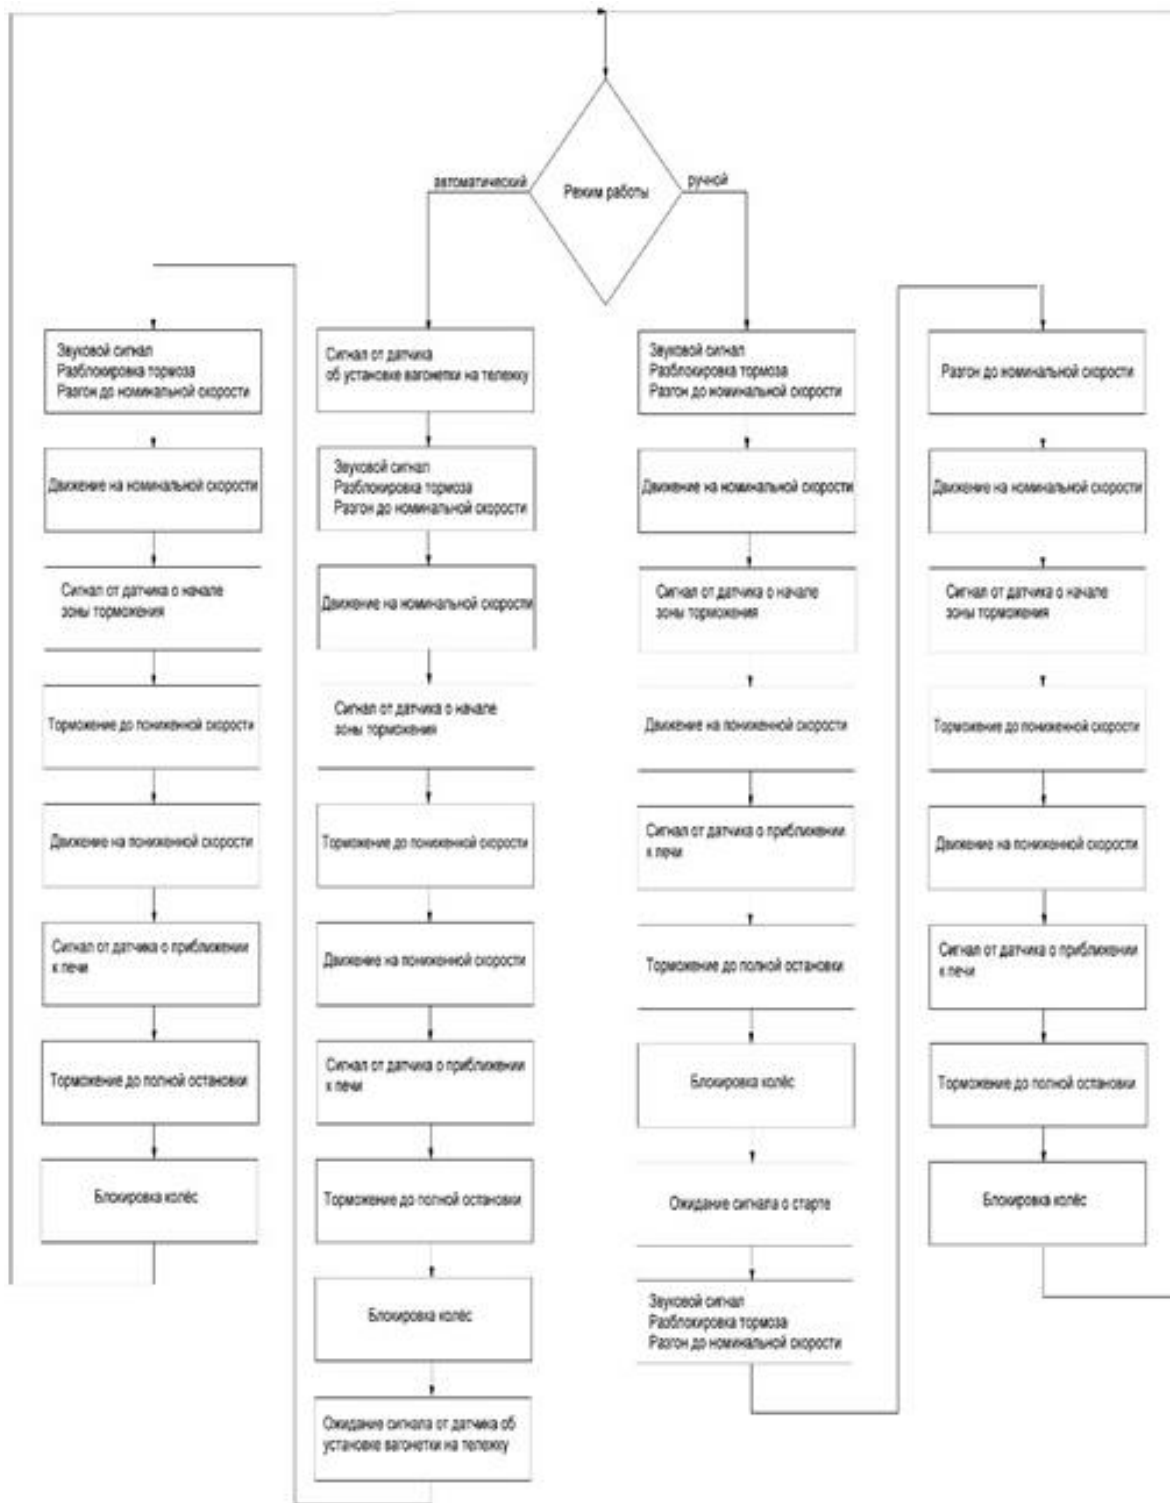 автоматический
Режим работы
ручной
Звуковой сигнал
Разблокировка тормоза
Разгон до номинальной скорости
Движение на номинальной скорости
Сигнал от датчика о начале
зоны торможения
Торможение до пониженной скорости
Движение на пониженной скорости
Сигнал от датчика о приближении
к печи
Торможение до полной остановки
Блокировка колёс
Сигнал от датчика
об установке вагонетки на тележку
Звуковой сигнал
Разблокировка тормоза
Разгон до номинальной скорости
Движение на номинальной скорости
Сигнал от датчика о начале
зоны торможения
Торможение до пониженной скорости
Движение на пониженной скорости
Сигнал от датчика о приближении
к печи
Торможение до полной остановки
Блокировка колёс
Ожидание сигнала от датчика об
установке вагонетки на тележку
Звуковой сигнал
Разблокировка тормоза
Разгон до номинальной скорости
Движение на номинальной скорости
Сигнал от датчика о начале
зоны торможения
Движение на пониженной скорости
Сигнал от датчика о приближении
к печи
Торможение до полной остановки
Блокировка колёс
Ожидание сигнала о старте
Звуковой сигнал
Разблокировка тормоза
Разгон до номинальной скорости
Разгон до номинальной скорости
Движение на номинальной скорости
Сигнал от датчика о начале
зоны торможения
Торможение до пониженной скорости
Движение на пониженной скорости
Сигнал от датчика о приближении
к печи
Торможение до полной остановки
Блокировка колёс